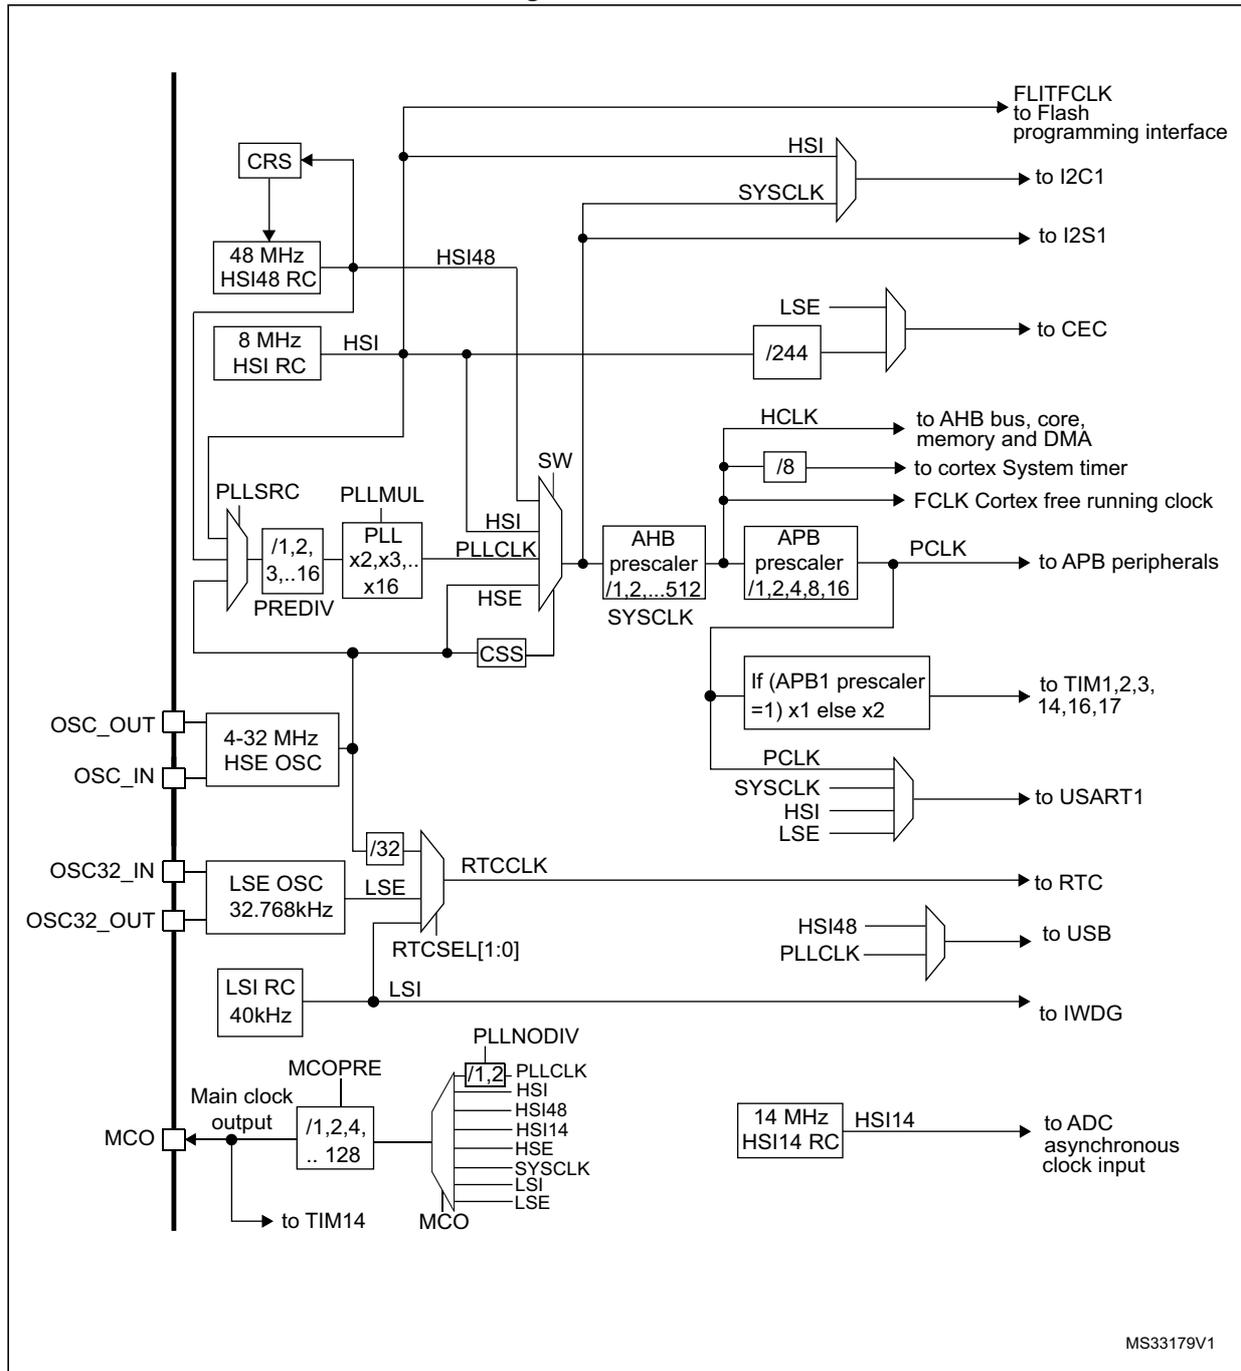 FLITFCLK
to Flash
programming interface
HSI
CRS
to I2C1
SYSCLK
to I2S1
48 MHz
HSI48 RC
HSI48
LSE
8 MHz
HSI RC
HSI
/244
to CEC
HCLK
to AHB bus, core,
memory and DMA
SW
/8
to cortex System timer
PLLSRC
PLLMUL
FCLK Cortex free running clock
HSI
/1,2,
3,..16
PREDIV
PLL
x2,x3,..
x16
PLLCLK
AHB
prescaler
/1,2,...512
SYSCLK
APB
prescaler
/1,2,4,8,16
PCLK
to APB peripherals
HSE
CSS
If (APB1 prescaler
=1) x1 else x2
to TIM1,2,3,
14,16,17
OSC_OUT
4-32 MHz
HSE OSC
OSC_IN
PCLK
SYSCLK
HSI
LSE
to USART1
/32
OSC32_IN
LSE OSC
32.768kHz
LSE
RTCCLK
to RTC
OSC32_OUT
RTCSEL[1:0]
HSI48
PLLCLK
to USB
LSI RC
40kHz
LSI
to IWDG
PLLNODIV
MCOPRE
/1,2
PLLCLK
HSI
HSI48
HSI14
HSE
SYSCLK
LSI
LSE
Main clock
output
/1,2,4,
.. 128
MCO
14 MHz
HSI14 RC
HSI14
to ADC
asynchronous
clock input
to TIM14
MCO
MS33179V1